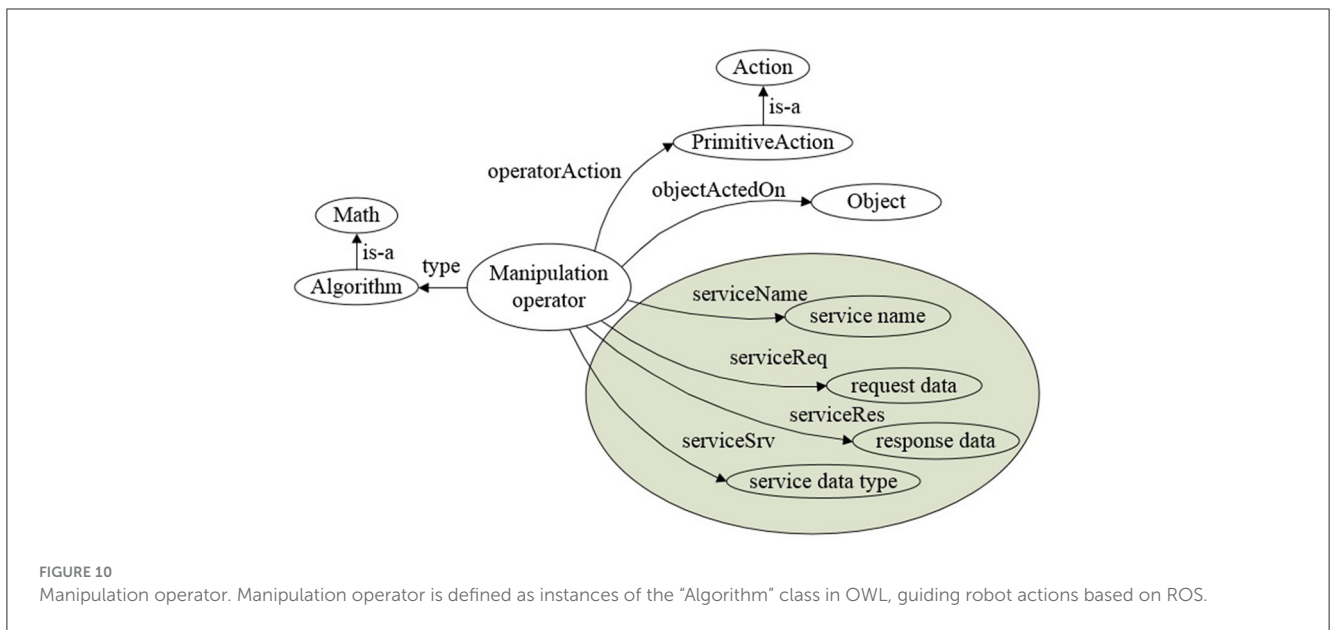 Action
is-a
PrimitiveAction
operatorAction
objectActedOn
Object
Math
is-a
type
Algorithm
Manipulation
operator
serviceName
service name
serviceReq
request data
serviceRes
response data
serviceSrv
service data type
FIGURE 10
Manipulation operator. Manipulation operator is defined as instances of the "Algorithm" class in OWL, guiding robot actions based on ROS.